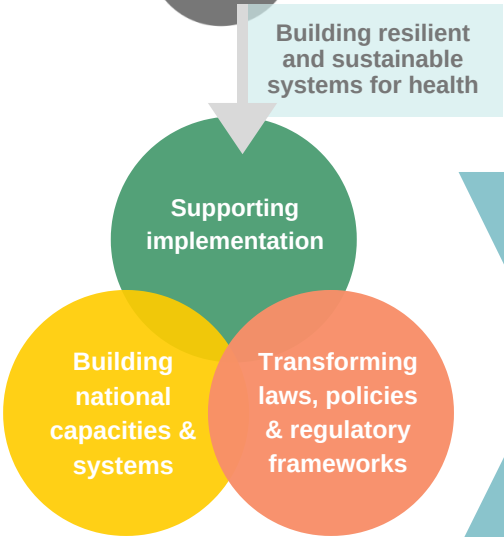 Building resilient
and sustainable
systems for health
Supporting
implementation
Building
national
capacities &
systems
Transforming
laws, policies
& regulatory
frameworks